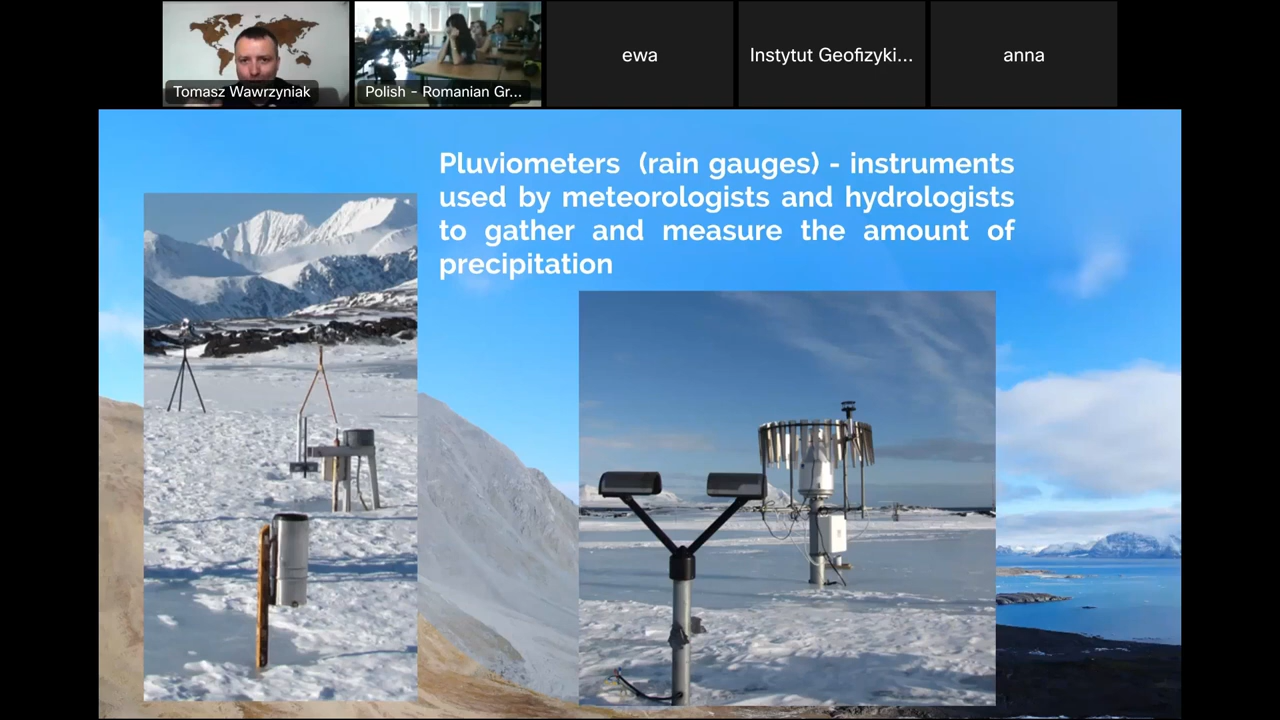 Tomasz Wawrzyniak
Polish - Romanian Gr...
ewa
Instytut Geofizyki...
anna
Pluviometers (rain gauges) - instruments
used by meteorologists and hydrologists
to gather and measure the amount of
precipitation